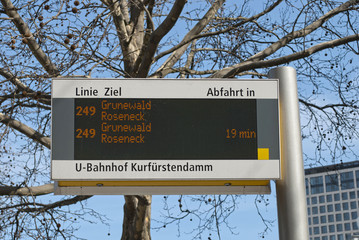 Linie Ziel Abfahrt in
249 Grunewald
Roseneck
249 Grunewald 19 min
Roseneck
U-Bahnhof Kurfürstendamm